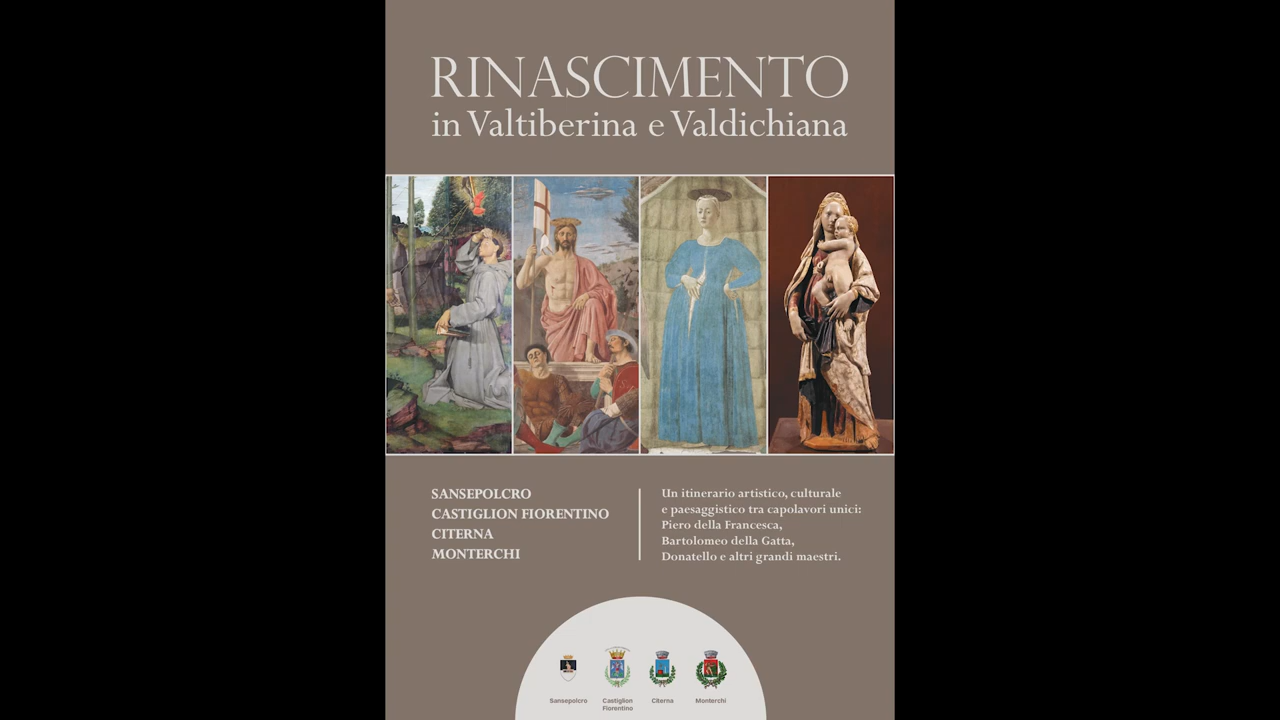 RINASCIMENTO
in Valtiberina e Valdichiana
SANSEPOLCRO
CASTIGLION FIORENTINO
CITERNA
MONTERCHI
Un itinerario artistico, culturale
e paesaggistico tra capolavori unici:
Piero della Francesca,
Bartolomeo della Gatta,
Donatello e altri grandi maestri.
Sansepolcro
Castiglion
Fiorentino
Citerna
Monterchi